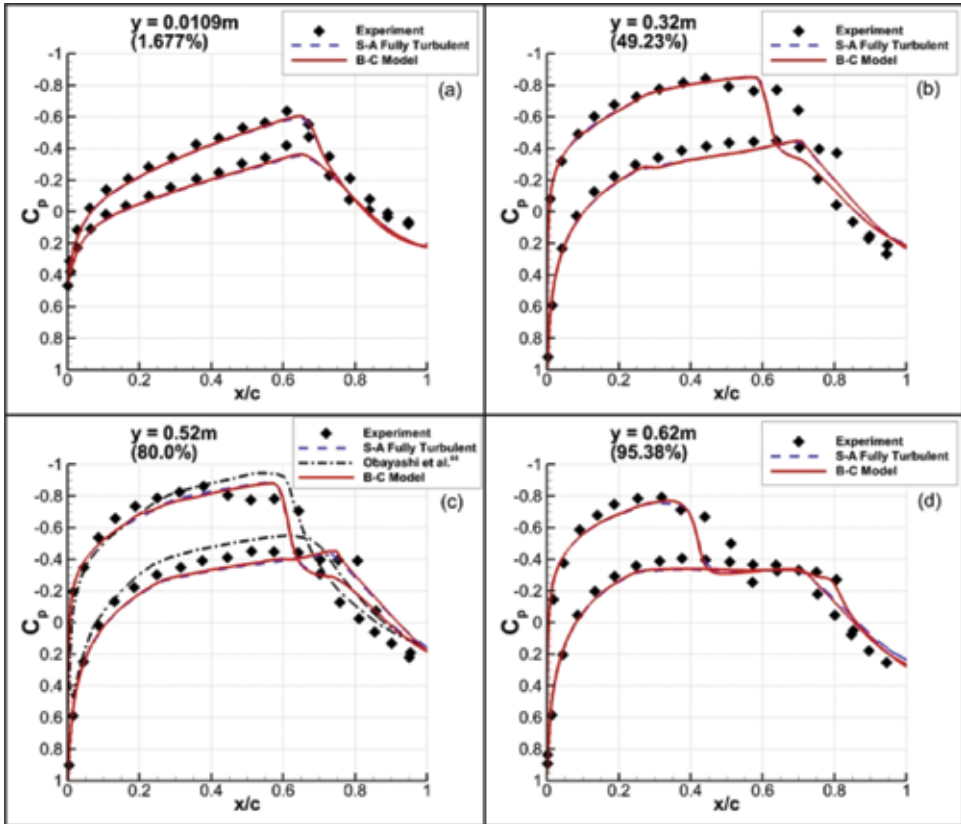 y = 0.0109m
(1.677%)
Experiment
S-A Fully Turbulent
B-C Model
(a)
-1
-0.8
-0.6
-0.4
-0.2
0
0.2
0.4
0.6
0.8
1
Cp
0 0.2 0.4 0.6 0.8 1
x/c
y = 0.32m
(49.23%)
Experiment
S-A Fully Turbulent
B-C Model
(b)
-1
-0.8
-0.6
-0.4
-0.2
0
0.2
0.4
0.6
0.8
1
Cp
0 0.2 0.4 0.6 0.8 1
x/c
y = 0.52m
(80.0%)
Experiment
S-A Fully Turbulent
Obayashi et al.
B-C Model
(c)
-1
-0.8
-0.6
-0.4
-0.2
0
0.2
0.4
0.6
0.8
1
Cp
0 0.2 0.4 0.6 0.8 1
x/c
y = 0.62m
(95.38%)
Experiment
S-A Fully Turbulent
B-C Model
(d)
-1
-0.8
-0.6
-0.4
-0.2
0
0.2
0.4
0.6
0.8
1
Cp
0 0.2 0.4 0.6 0.8 1
x/c